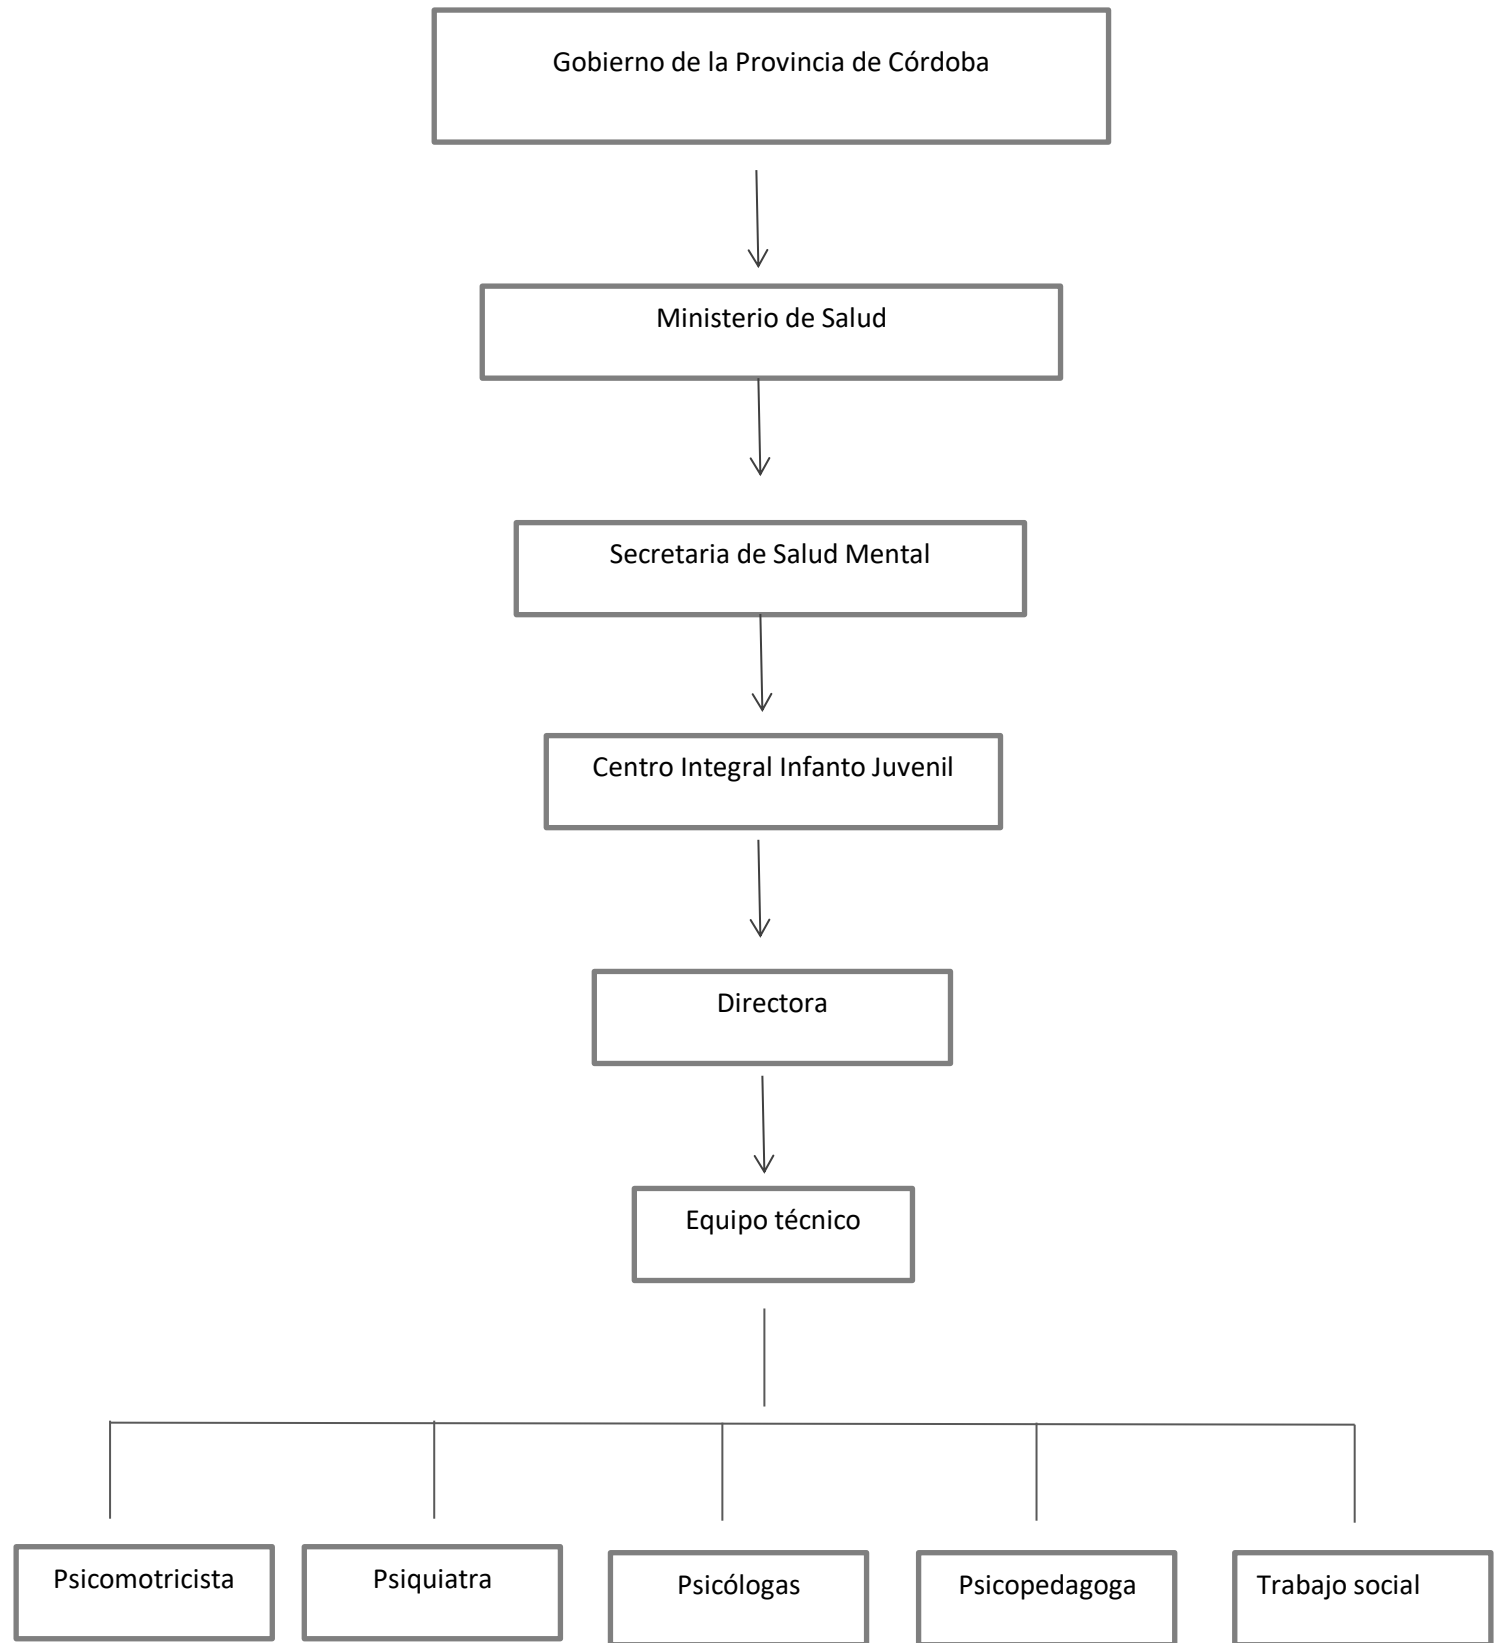 Gobierno de la Provincia de Córdoba
Ministerio de Salud
Secretaria de Salud Mental
Centro Integral Infanto Juvenil
Directora
Equipo técnico
Psicomotricista
Psiquiatra
Psicólogas
Psicopedagoga
Trabajo social